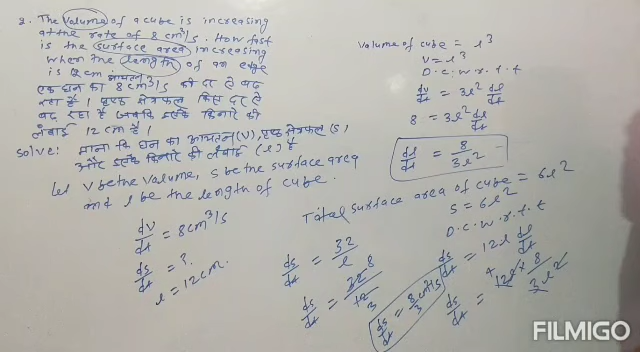 2. The volume of a cube is increasing
at the rate of 8 cm³/s. How fast
is the surface area increasing
when the length of an edge
is 12 cm
एक घन का आयतन 8cm³/s की दर से बढ़
रहा है। पृष्ठ क्षेत्रफल किस दर से
बढ़ रहा है जबकि इसके किनारे की
लंबाई 12 cm है।
Solve: माना कि घन का आयतन (V), पृष्ठ क्षेत्रफल (S)
और इसके किनारे की लंबाई (l) है
Let V be the volume, S be the surface area
and l be the length of cube.
dv/dt = 8cm³/s
ds/dt = ?
l = 12cm.
Volume of cube = l³
V = l³
D.c.w.r.t.t
dv/dt = 3l² dl/dt
8 = 3l² dl/dt
dl/dt = 8/3l²
Total surface area of cube = 6l²
S = 6l²
D.c.w.r.t.t
ds/dt = 12l dl/dt
ds/dt = 12l × 8/3l²
4
ds/dt = 32/l
ds/dt = 32/12
8
3
ds/dt = 8/3 cm²/s
FILMIGO